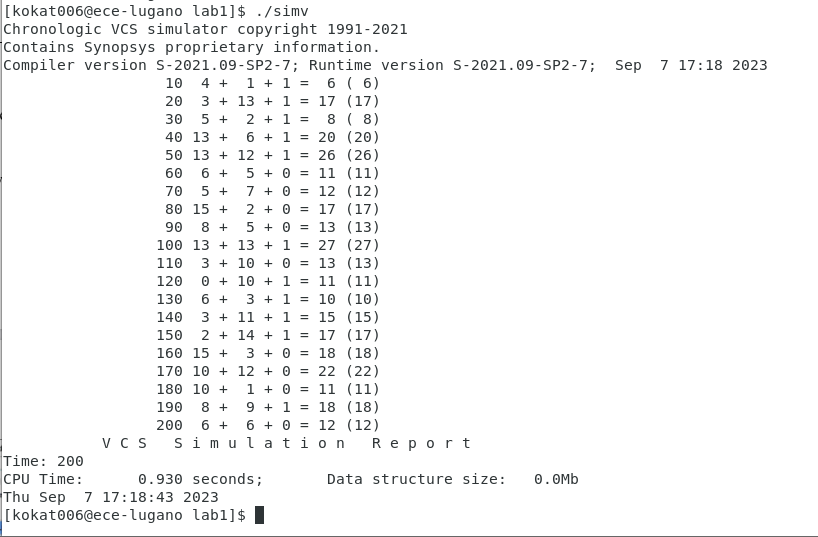 [kokat006@ece-lugano lab1]$ ./simv
Chronologic VCS simulator copyright 1991-2021
Contains Synopsys proprietary information.
Compiler version S-2021.09-SP2-7; Runtime version S-2021.09-SP2-7;  Sep  7 17:18 2023
                  10  4 +  1 + 1 =  6 ( 6)
                  20  3 + 13 + 1 = 17 (17)
                  30  5 +  2 + 1 =  8 ( 8)
                  40 13 +  6 + 1 = 20 (20)
                  50 13 + 12 + 1 = 26 (26)
                  60  6 +  5 + 0 = 11 (11)
                  70  5 +  7 + 0 = 12 (12)
                  80 15 +  2 + 0 = 17 (17)
                  90  8 +  5 + 0 = 13 (13)
                 100 13 + 13 + 1 = 27 (27)
                 110  3 + 10 + 0 = 13 (13)
                 120  0 + 10 + 1 = 11 (11)
                 130  6 +  3 + 1 = 10 (10)
                 140  3 + 11 + 1 = 15 (15)
                 150  2 + 14 + 1 = 17 (17)
                 160 15 +  3 + 0 = 18 (18)
                 170 10 + 12 + 0 = 22 (22)
                 180 10 +  1 + 0 = 11 (11)
                 190  8 +  9 + 1 = 18 (18)
                 200  6 +  6 + 0 = 12 (12)
           V C S   S i m u l a t i o n   R e p o r t
Time: 200
CPU Time:      0.930 seconds;       Data structure size:   0.0Mb
Thu Sep  7 17:18:43 2023
[kokat006@ece-lugano lab1]$